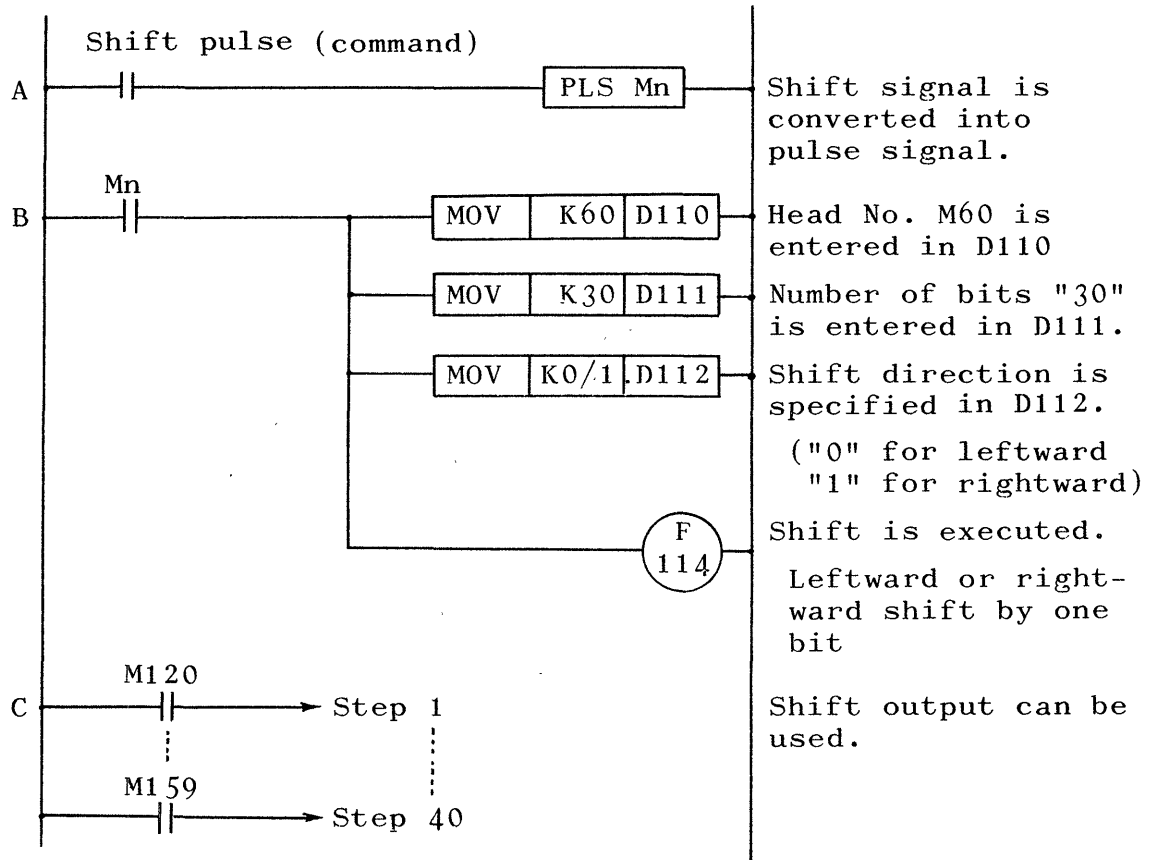 Shift pulse (command)
A
PLS Mn
Shift signal is
converted into
pulse signal.
Mn
B
MOV K60 D110
Head No. M60 is
entered in D110
MOV K30 D111
Number of bits "30"
is entered in D111.
MOV K0/1 D112
Shift direction is
specified in D112.
("0" for leftward
"1" for rightward)
F
114
Shift is executed.
Leftward or right-
ward shift by one
bit
M120
C
Step 1
Shift output can be
used.
M159
Step 40